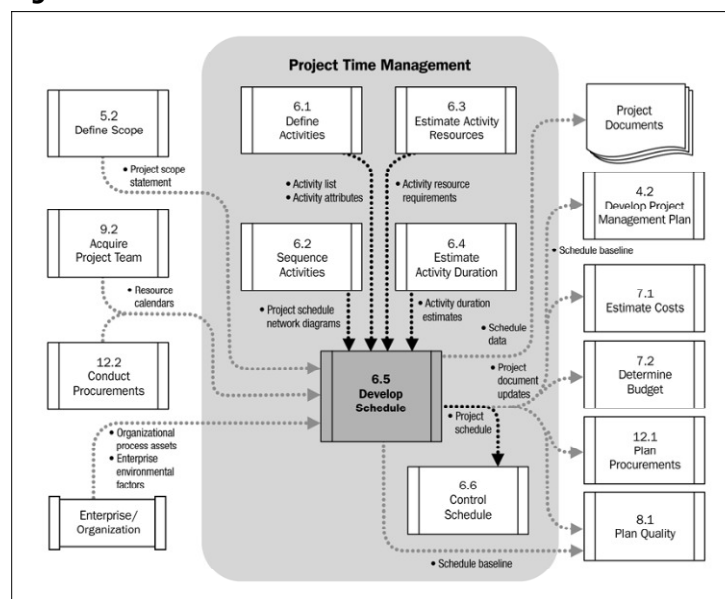 Project Time Management
5.2
Define Scope
6.1
Define
Activities
6.3
Estimate Activity
Resources
Project
Documents
• Project scope
statement
• Activity list
• Activity attributes
• Activity resource
requirements
4.2
Develop Project
Management Plan
9.2
Acquire
Project Team
6.2
Sequence
Activities
6.4
Estimate
Activity Duration
• Schedule baseline
• Resource
calendars
• Project schedule
network diagrams
• Activity duration
estimates
• Schedule
data
7.1
Estimate Costs
12.2
Conduct
Procurements
6.5
Develop
Schedule
• Project
document
updates
7.2
Determine
Budget
• Organizational
process assets
• Enterprise
environmental
factors
• Project
schedule
12.1
Plan
Procurements
Enterprise/
Organization
6.6
Control
Schedule
8.1
Plan Quality
• Schedule baseline